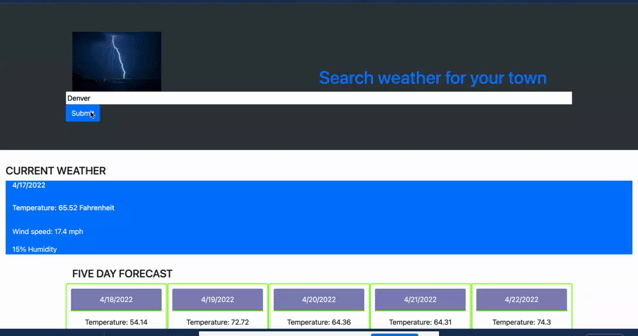 Search weather for your town
Denver
Submit
CURRENT WEATHER
4/17/2022
Temperature: 65.52 Fahrenheit
Wind speed: 17.4 mph
15% Humidity
FIVE DAY FORECAST
4/18/2022 4/19/2022 4/20/2022 4/21/2022 4/22/2022
Temperature: 54.14 Temperature: 72.72 Temperature: 64.36 Temperature: 64.31 Temperature: 74.3